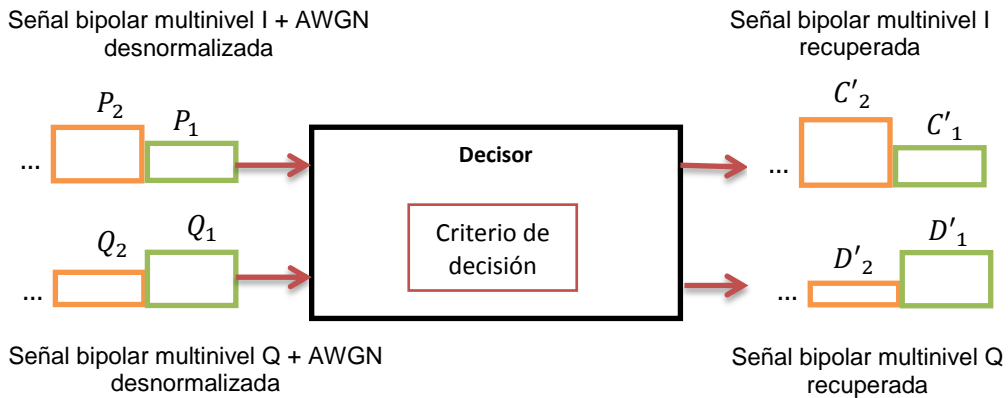 Señal bipolar multinivel I + AWGN
desnormalizada
Señal bipolar multinivel I
recuperada
P₂
P₁
C'₂
C'₁
...
...
Decisor
Criterio de
decisión
Q₂
Q₁
D'₂
D'₁
...
...
Señal bipolar multinivel Q + AWGN
desnormalizada
Señal bipolar multinivel Q
recuperada